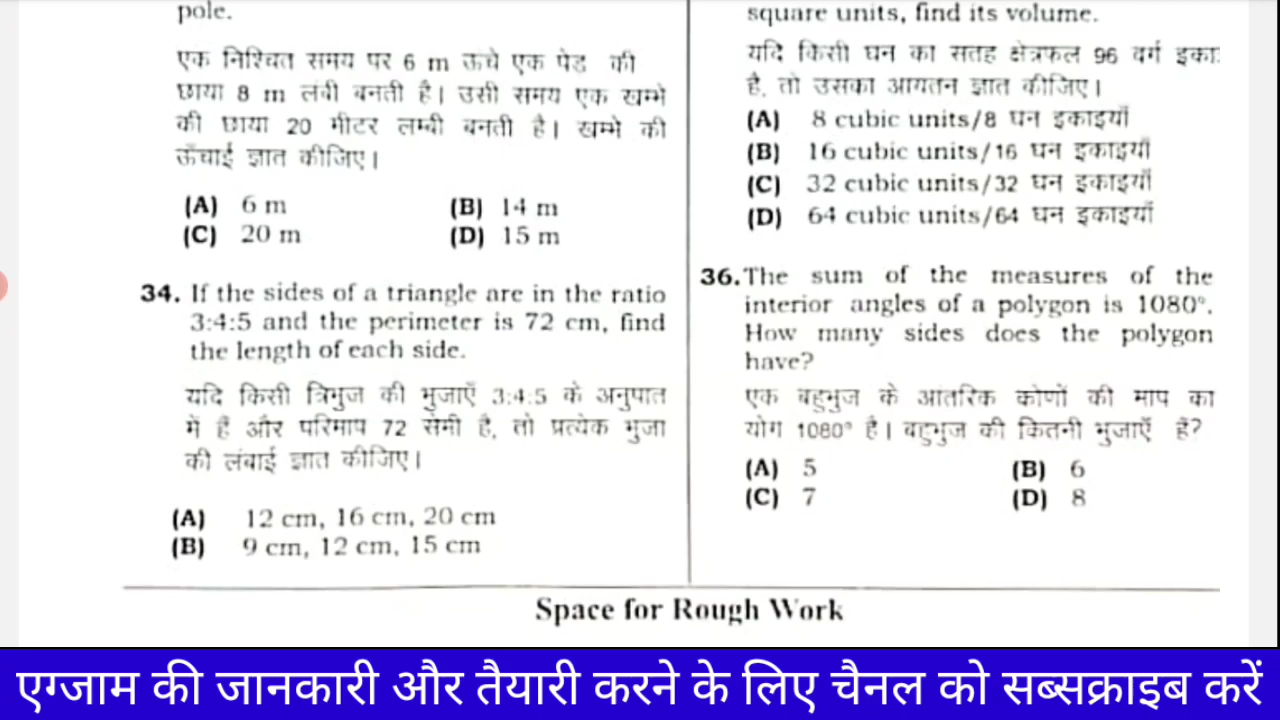 pole.
एक निश्चित समय पर 6 m ऊचे एक पेड की
छाया 8 m लंबी बनती है। उसी समय एक खम्भे
की छाया 20 मीटर लम्बी बनती है। खम्भे की
ऊँचाई ज्ञात कीजिए।
(A) 6 m (B) 14 m
(C) 20 m (D) 15 m
34. If the sides of a triangle are in the ratio
3:4:5 and the perimeter is 72 cm, find
the length of each side.
यदि किसी त्रिभुज की भुजाएँ 3:4:5 के अनुपात
में हैं और परिमाप 72 सेमी है, तो प्रत्येक भुजा
की लंबाई ज्ञात कीजिए।
(A) 12 cm, 16 cm, 20 cm
(B) 9 cm, 12 cm, 15 cm
square units, find its volume.
यदि किसी घन का सतह क्षेत्रफल 96 वर्ग इका
है, तो उसका आयतन ज्ञात कीजिए।
(A) 8 cubic units/8 घन इकाइयाँ
(B) 16 cubic units/16 घन इकाइयाँ
(C) 32 cubic units/32 घन इकाइयाँ
(D) 64 cubic units/64 घन इकाइयाँ
36. The sum of the measures of the
interior angles of a polygon is 1080°.
How many sides does the polygon
have?
एक बहुभुज के आंतरिक कोणों की माप का
योग 1080° है। बहुभुज की कितनी भुजाएँ हैं?
(A) 5 (B) 6
(C) 7 (D) 8
Space for Rough Work
एग्जाम की जानकारी और तैयारी करने के लिए चैनल को सब्सक्राइब करें